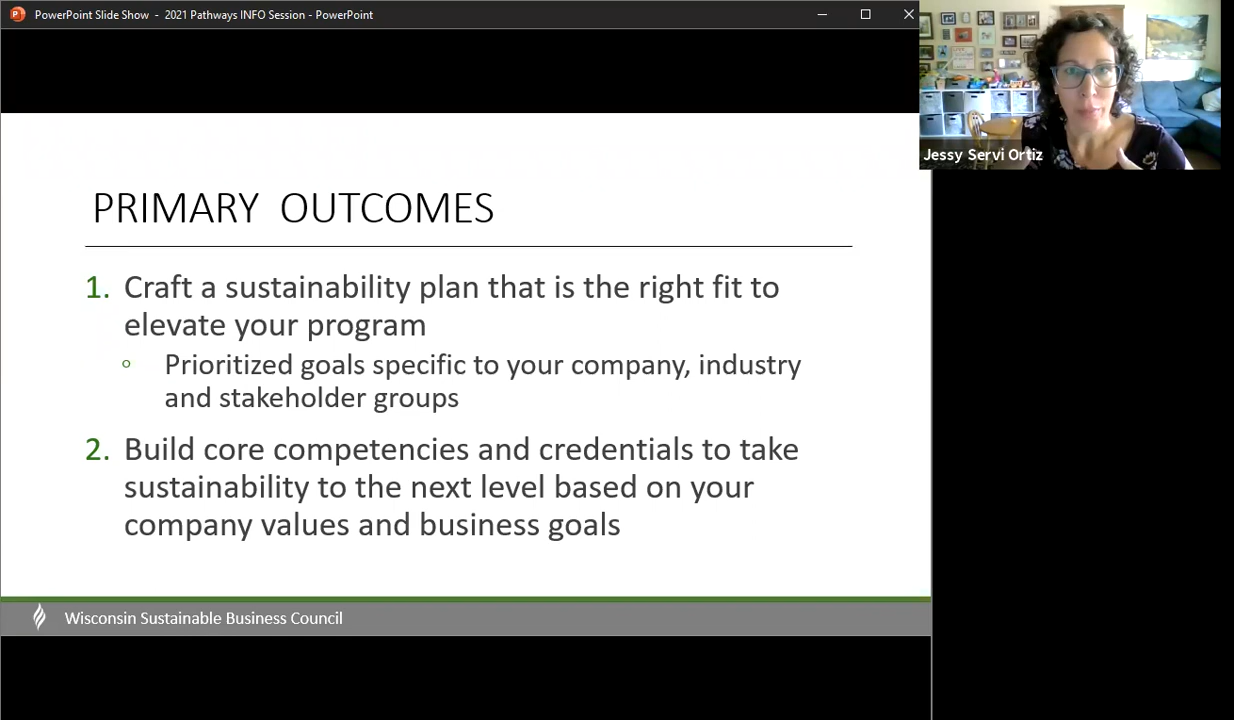 PowerPoint Slide Show - 2021 Pathways INFO Session - PowerPoint
Jessy Servi Ortiz
PRIMARY OUTCOMES
1. Craft a sustainability plan that is the right fit to
elevate your program
Prioritized goals specific to your company, industry
and stakeholder groups
2. Build core competencies and credentials to take
sustainability to the next level based on your
company values and business goals
Wisconsin Sustainable Business Council